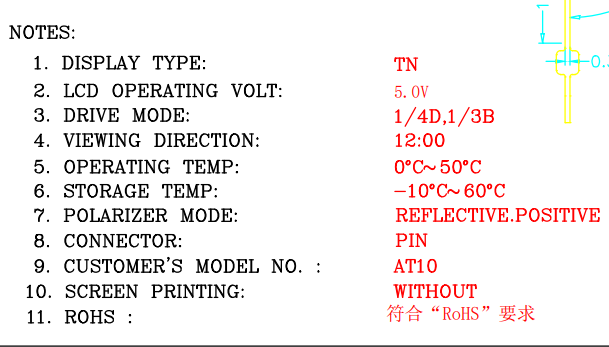 NOTES:
1. DISPLAY TYPE: TN
2. LCD OPERATING VOLT: 5.0V
3. DRIVE MODE: 1/4D,1/3B
4. VIEWING DIRECTION: 12:00
5. OPERATING TEMP: 0°C~50°C
6. STORAGE TEMP: −10°C~60°C
7. POLARIZER MODE: REFLECTIVE.POSITIVE
8. CONNECTOR: PIN
9. CUSTOMER'S MODEL NO. : AT10
10. SCREEN PRINTING: WITHOUT
11. ROHS : 符合“RoHS”要求
1